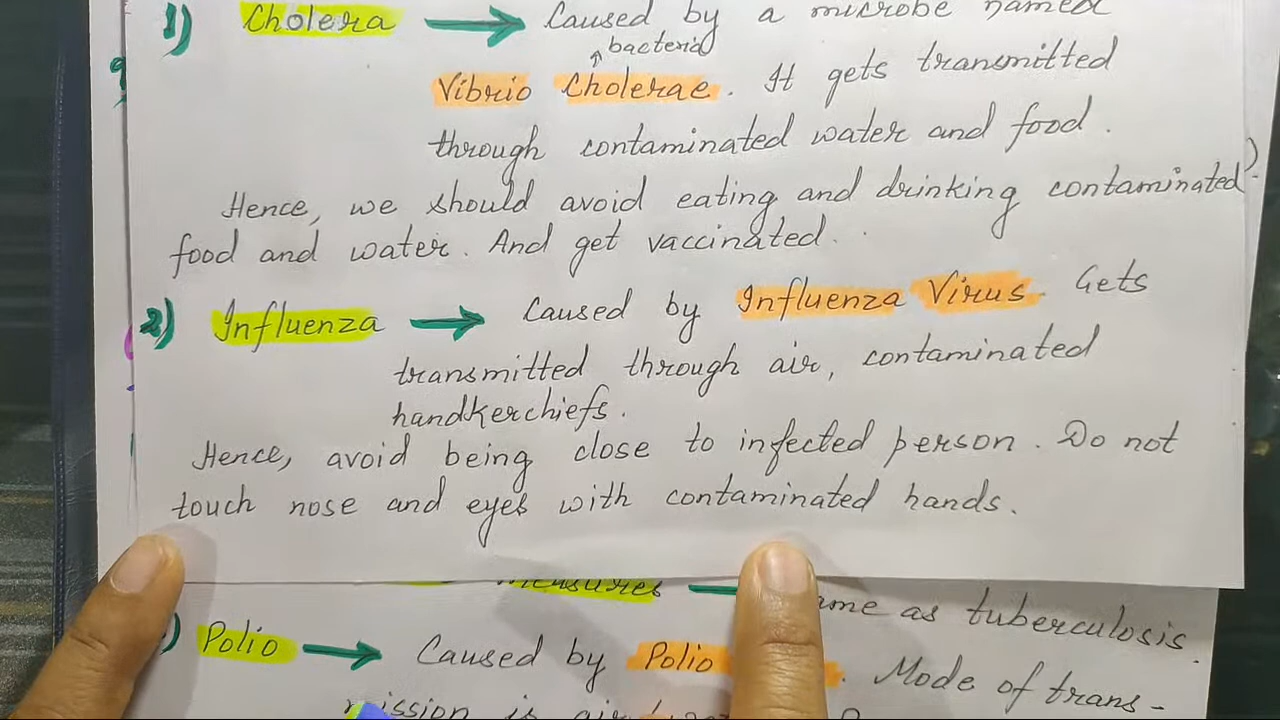 1) Cholera → Caused by a microbe named
bacteria
Vibrio Cholerae. It gets transmitted
through contaminated water and food.
Hence, we should avoid eating and drinking contaminated
food and water. And get vaccinated.
2) Influenza → Caused by Influenza Virus. Gets
transmitted through air, contaminated
handkerchiefs.
Hence, avoid being close to infected person. Do not
touch nose and eyes with contaminated hands.
measures → as tuberculosis.
) Polio → Caused by Polio . Mode of trans-
mission is